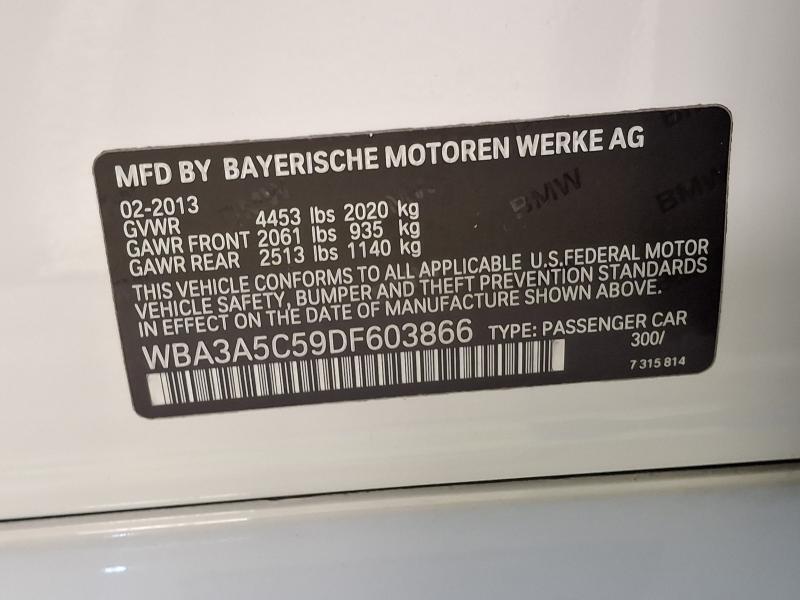 MFD BY BAYERISCHE MOTOREN WERKE AG
02-2013
GVWR 4453 lbs 2020 kg
GAWR FRONT 2061 lbs 935 kg
GAWR REAR 2513 lbs 1140 kg
THIS VEHICLE CONFORMS TO ALL APPLICABLE U.S.FEDERAL MOTOR
VEHICLE SAFETY, BUMPER AND THEFT PREVENTION STANDARDS
IN EFFECT ON THE DATE OF MANUFACTURE SHOWN ABOVE.
WBA3A5C59DF603866 TYPE: PASSENGER CAR
300/
7 315 814
BMW
BMW